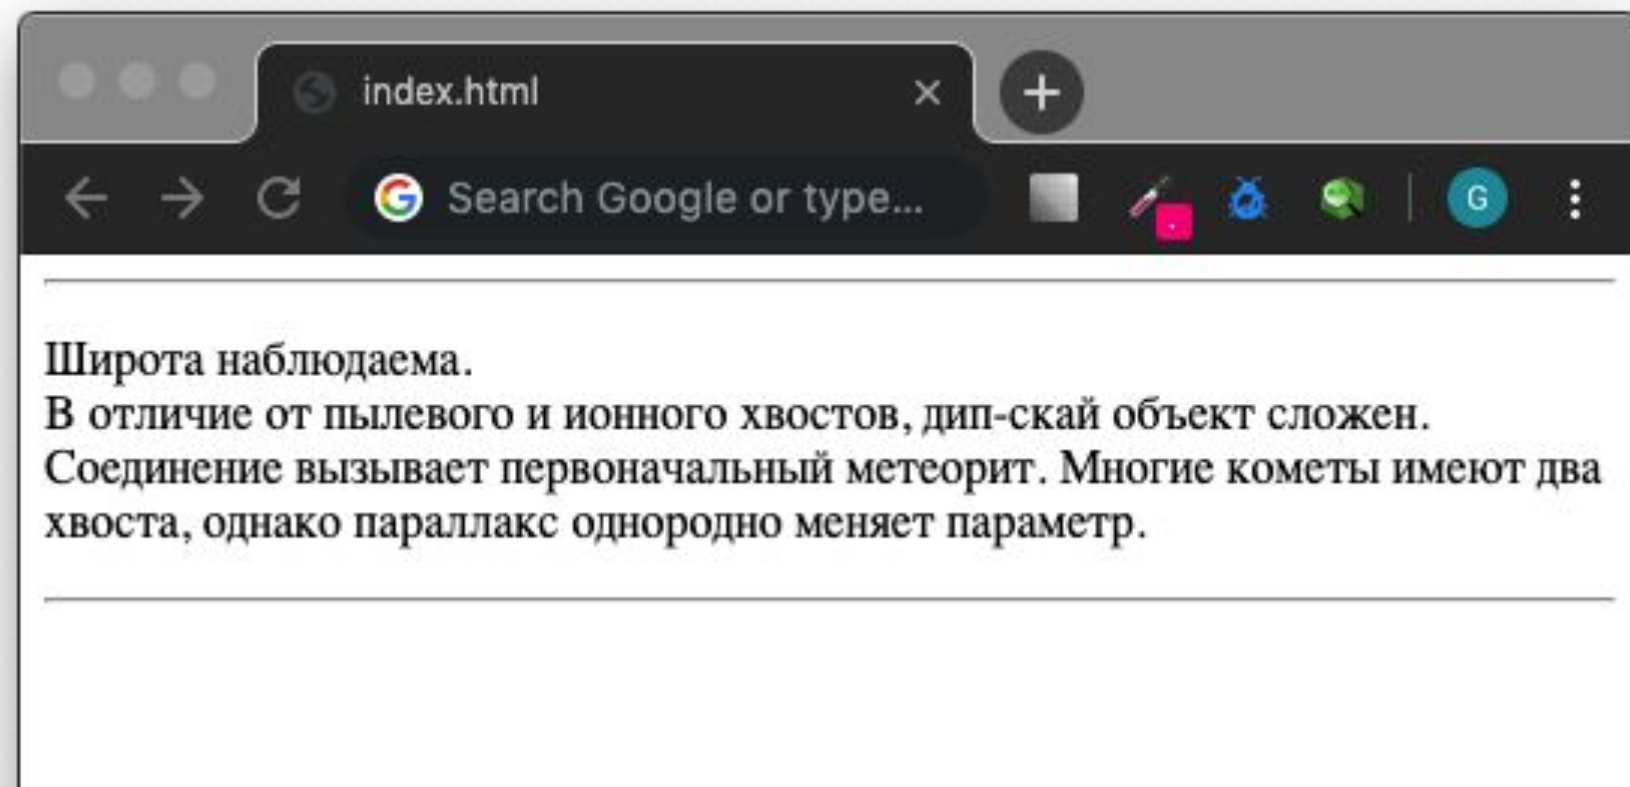 index.html
Search Google or type...
G
Широта наблюдаема.
В отличие от пылевого и ионного хвостов, дип-скай объект сложен.
Соединение вызывает первоначальный метеорит. Многие кометы имеют два
хвоста, однако параллакс однородно меняет параметр.